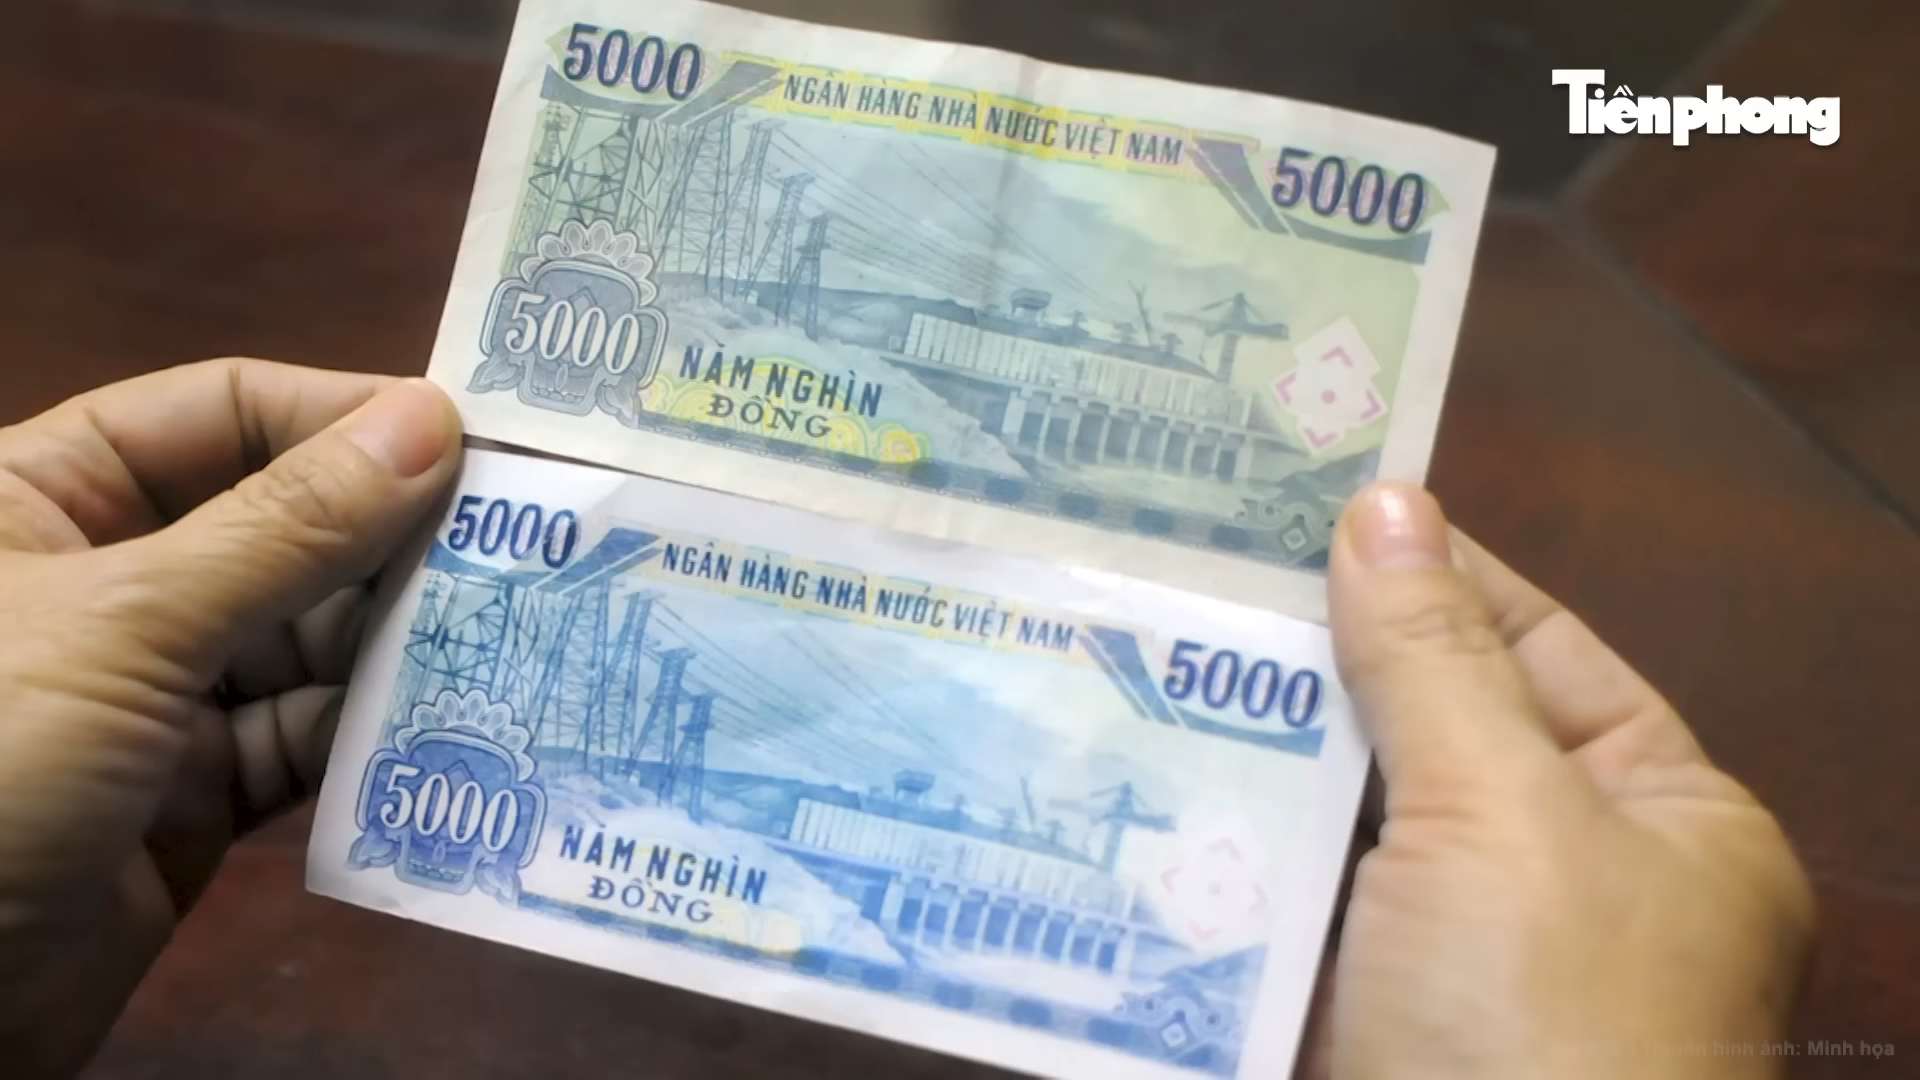 Tiềnphong
5000
NGÂN HÀNG NHÀ NƯỚC VIỆT NAM
5000
5000
NĂM NGHÌN
ĐỒNG
5000
NGÂN HÀNG NHÀ NƯỚC VIỆT NAM
5000
5000
NĂM NGHÌN
ĐỒNG
Nguồn hình ảnh: Minh họa